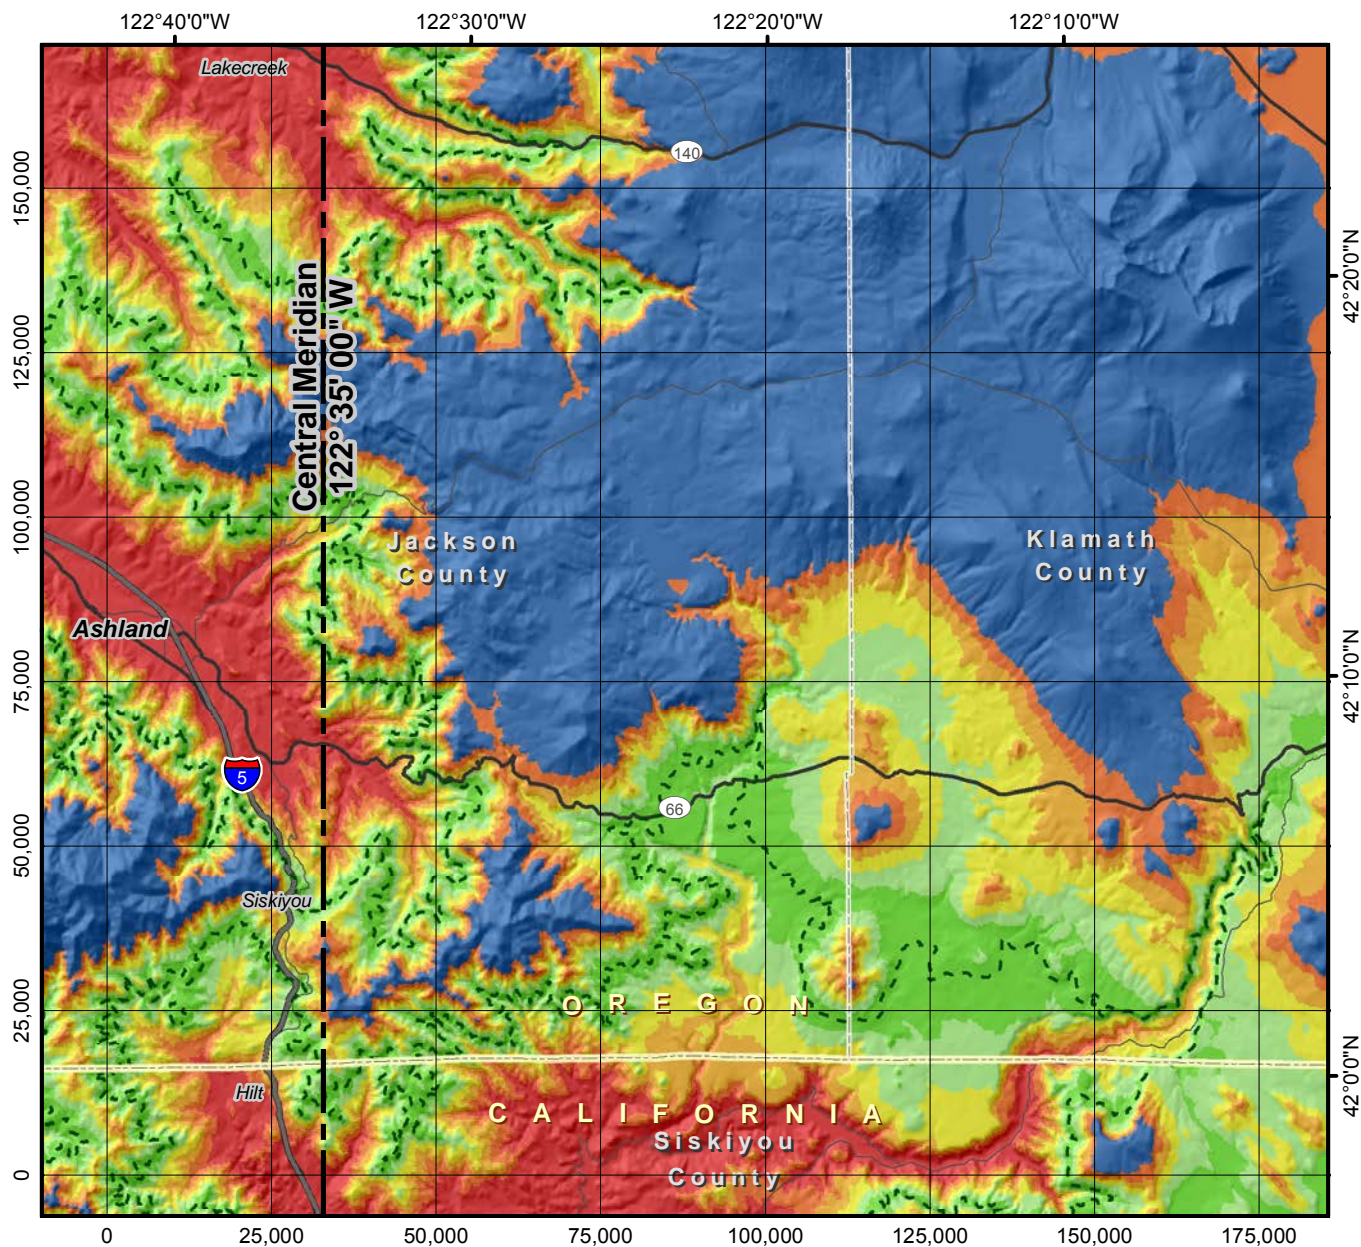 122°40'0"W 122°30'0"W 122°20'0"W 122°10'0"W
Lakecreek
140
150,000
42°20'0"N
Central Meridian
122° 35' 00" W
125,000
100,000
Jackson
County
Klamath
County
Ashland
75,000
42°10'0"N
5
66
50,000
Siskiyou
25,000
OREGON
42°0'0"N
Hilt
CALIFORNIA
Siskiyou
County
0
0 25,000 50,000 75,000 100,000 125,000 150,000 175,000